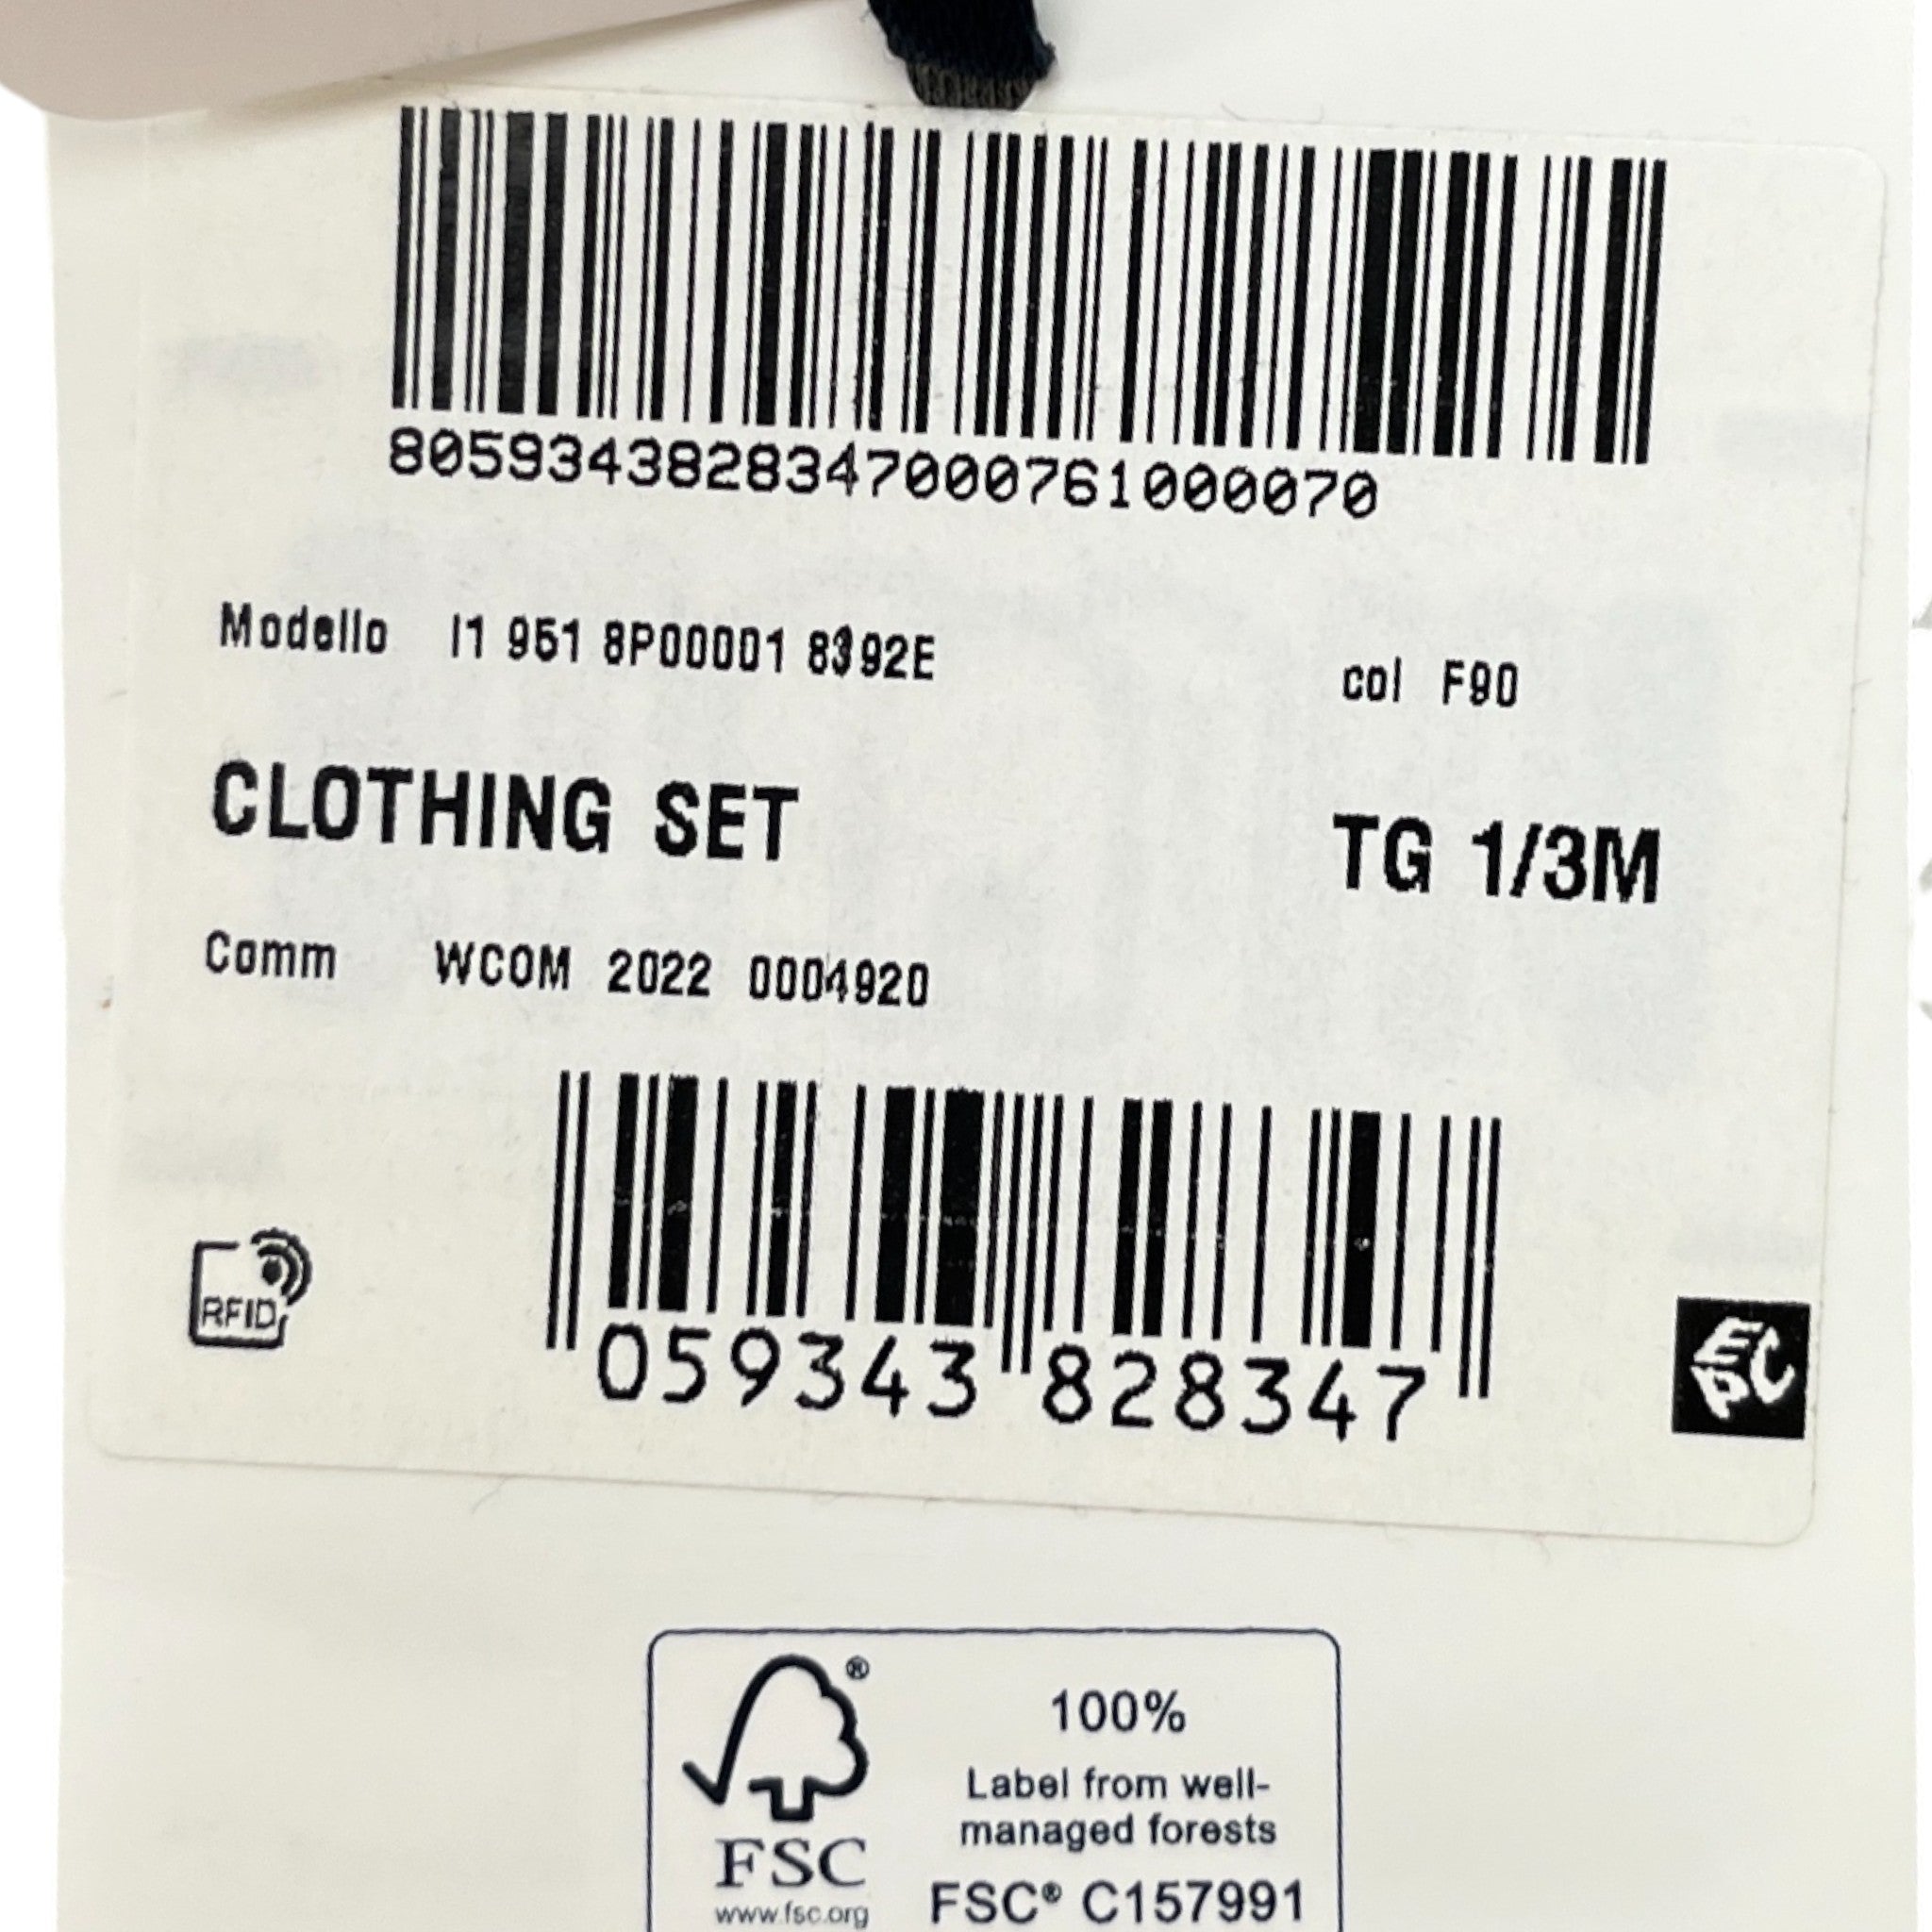 8059343828347000761000070
Modello I1 951 8P00001 8392E col F90
CLOTHING SET TG 1/3M
Comm WCOM 2022 0004920
RFID
059343 828347
EPC
FSC ®
www.fsc.org
100%
Label from well-
managed forests
FSC® C157991